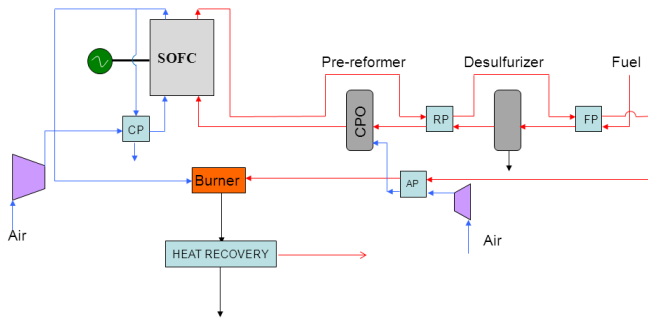 SOFC
Pre-reformer
Desulfurizer
Fuel
CPO
RP
FP
CP
Burner
AP
Air
Air
HEAT RECOVERY